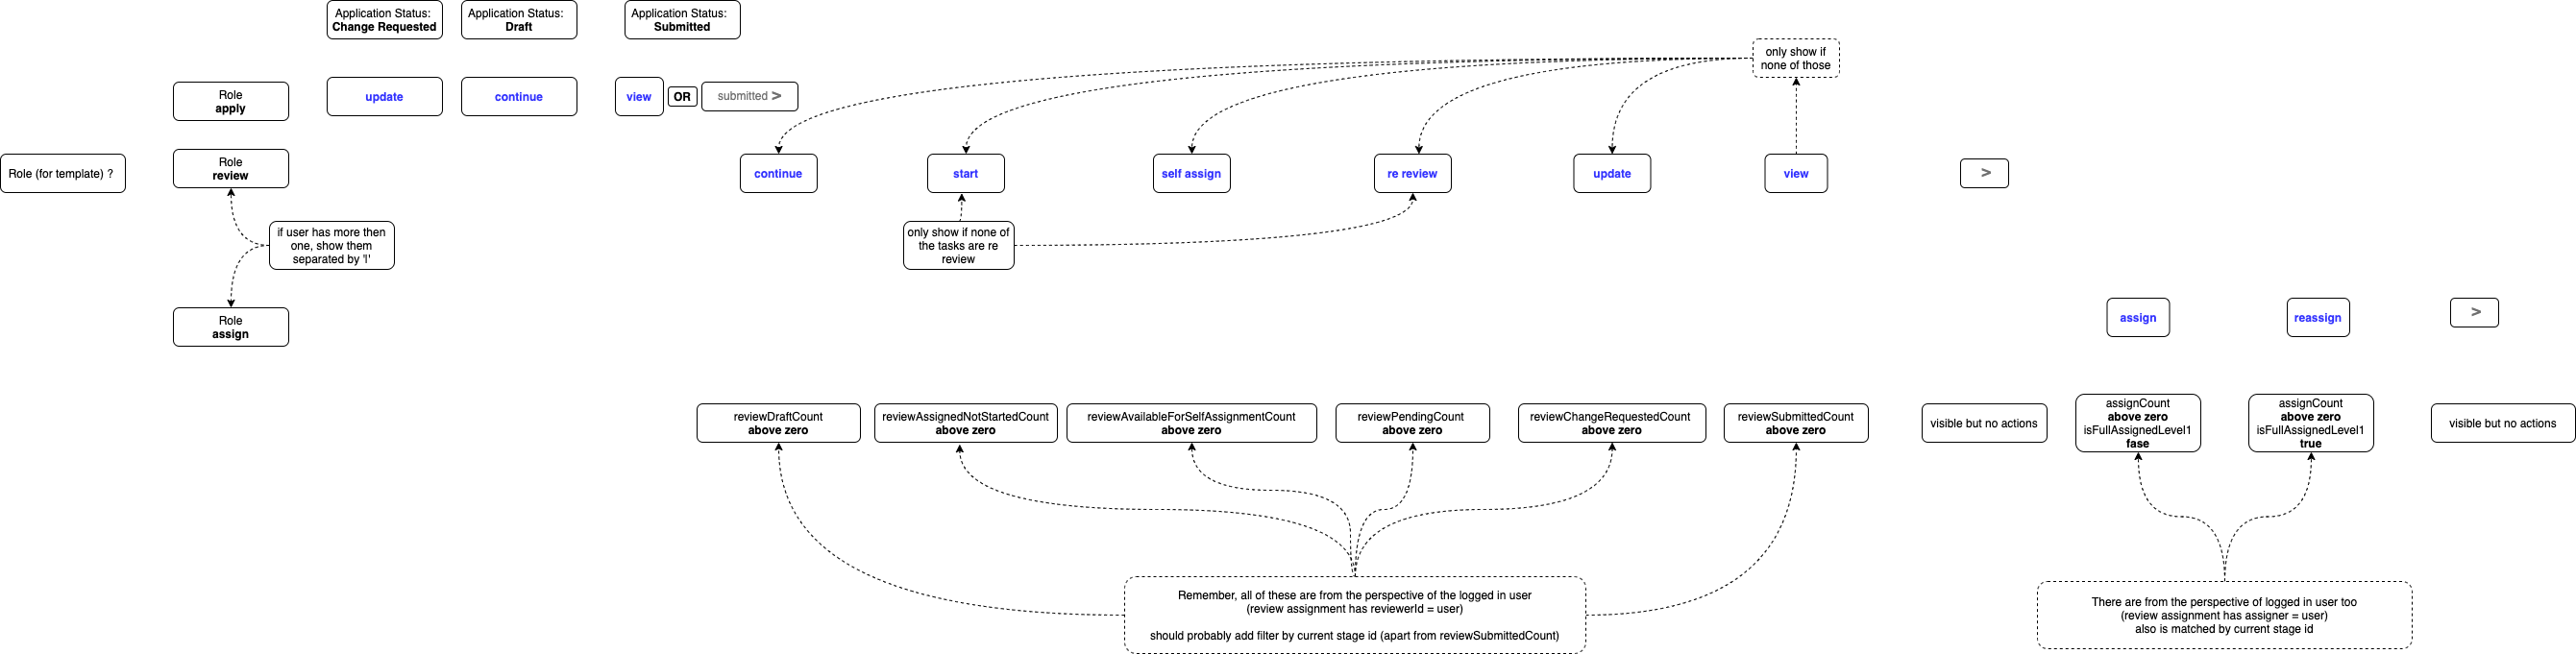 Application Status:
Change Requested
Application Status:
Draft
Application Status:
Submitted
only show if
none of those
Role
apply
update
continue
view
OR
submitted >
Role (for template) ?
Role
review
continue
start
self assign
re review
update
view
>
if user has more then
one, show them
separated by '|'
only show if none of
the tasks are re
review
Role
assign
assign
reassign
>
reviewDraftCount
above zero
reviewAssignedNotStartedCount
above zero
reviewAvailableForSelfAssignmentCount
above zero
reviewPendingCount
above zero
reviewChangeRequestedCount
above zero
reviewSubmittedCount
above zero
visible but no actions
assignCount
above zero
isFullAssignedLevel1
fase
assignCount
above zero
isFullAssignedLevel1
true
visible but no actions
Remember, all of these are from the perspective of the logged in user
(review assignment has reviewerId = user)
should probably add filter by current stage id (apart from reviewSubmittedCount)
There are from the perspective of logged in user too
(review assignment has assigner = user)
also is matched by current stage id